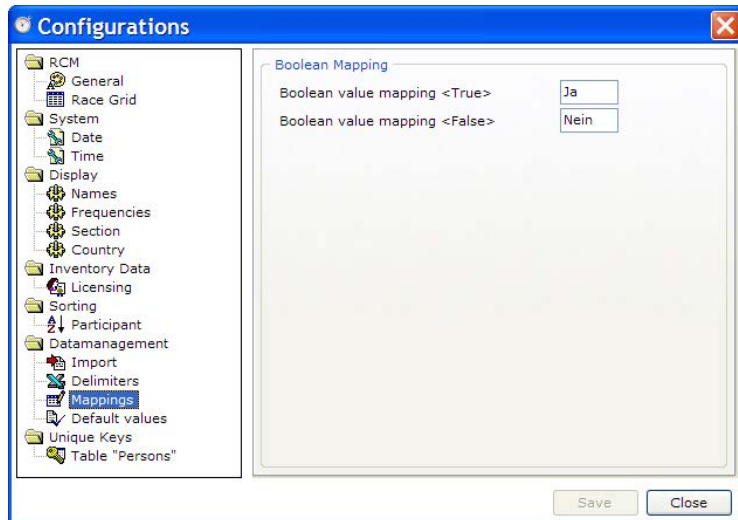 Configurations
RCM
General
Race Grid
System
Date
Time
Display
Names
Frequencies
Section
Country
Inventory Data
Licensing
Sorting
Participant
Datamanagement
Import
Delimiters
Mappings
Default values
Unique Keys
Table "Persons"
Boolean Mapping
Boolean value mapping <True> Ja
Boolean value mapping <False> Nein
Save Close